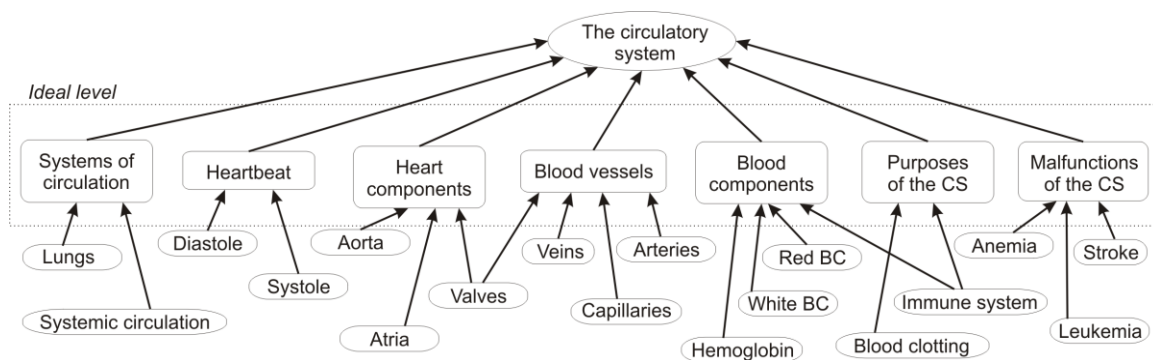 The circulatory
system
Ideal level
Systems of
circulation
Heartbeat
Heart
components
Blood vessels
Blood
components
Purposes
of the CS
Malfunctions
of the CS
Lungs
Diastole
Aorta
Veins
Arteries
Red BC
Anemia
Stroke
Systole
Valves
Capillaries
White BC
Immune system
Systemic circulation
Atria
Hemoglobin
Blood clotting
Leukemia